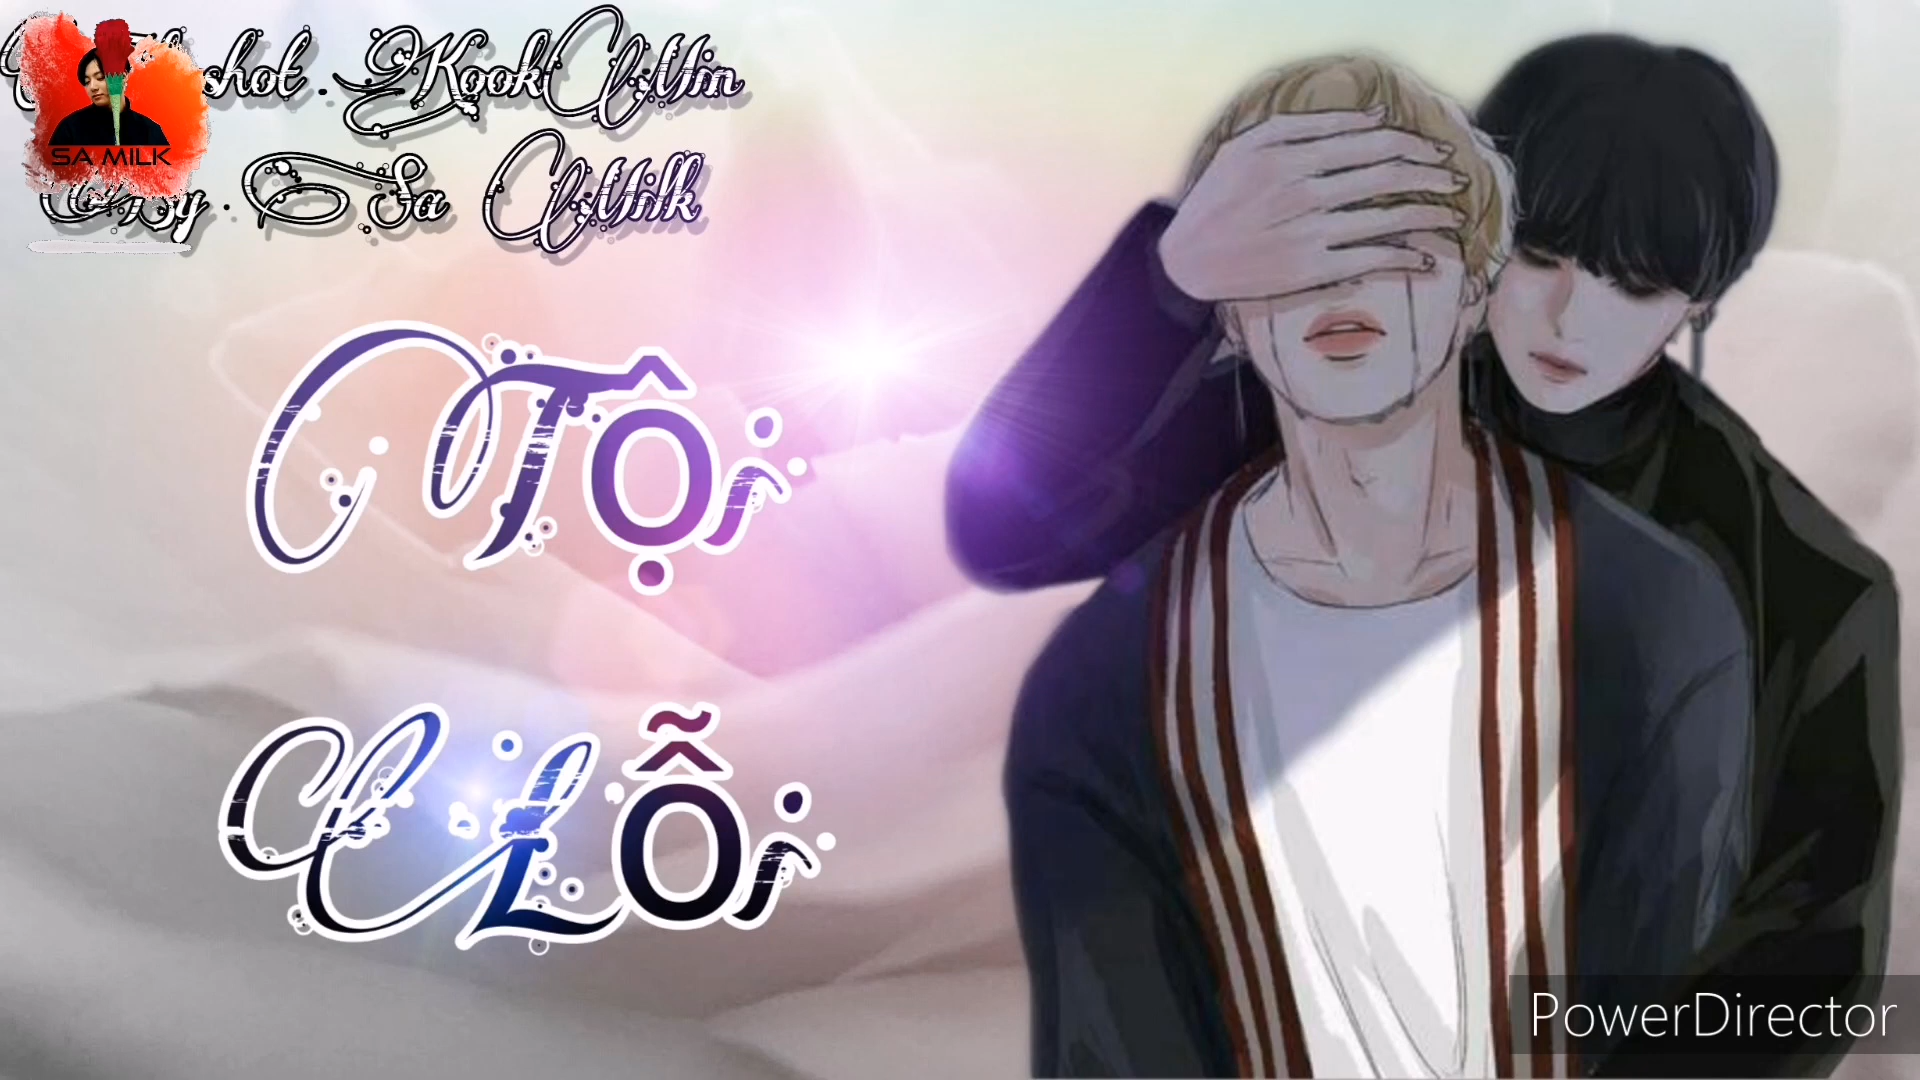 shot . KookMin
SA MILK
By . Sa Milk
Tội
Lỗi
PowerDirector